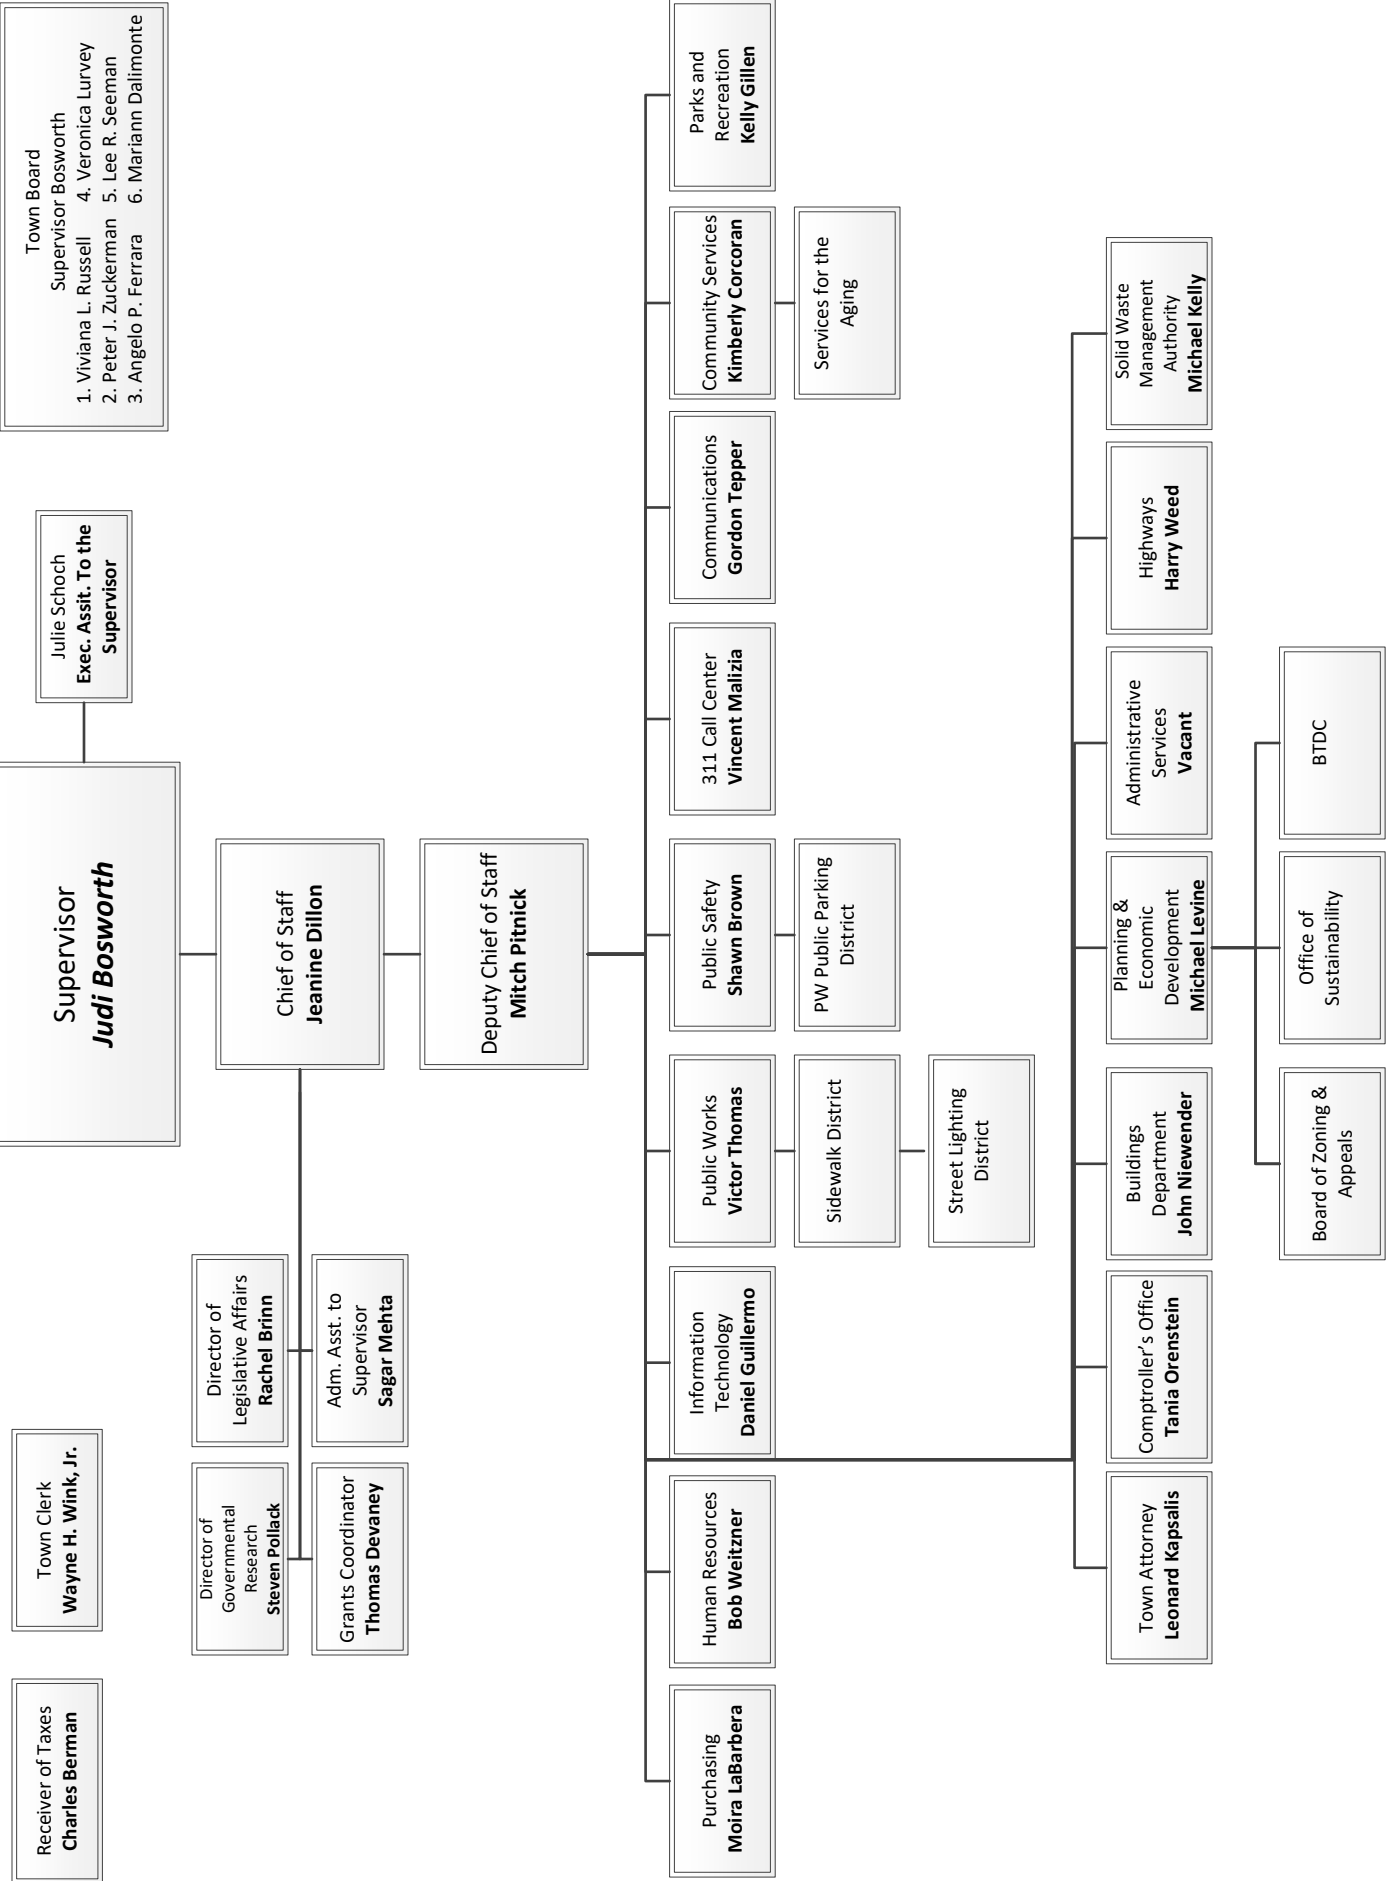 Receiver of Taxes
Charles Berman
Town Clerk
Wayne H. Wink, Jr.
Supervisor
Judi Bosworth
Julie Schoch
Exec. Assit. To the
Supervisor
Town Board
Supervisor Bosworth
1. Viviana L. Russell 4. Veronica Lurvey
2. Peter J. Zuckerman 5. Lee R. Seeman
3. Angelo P. Ferrara 6. Mariann Dalimonte
Director of
Governmental
Research
Steven Pollack
Director of
Legislative Affairs
Rachel Brinn
Chief of Staff
Jeanine Dillon
Grants Coordinator
Thomas Devaney
Adm. Asst. to
Supervisor
Sagar Mehta
Deputy Chief of Staff
Mitch Pitnick
Purchasing
Moira LaBarbera
Human Resources
Bob Weitzner
Information
Technology
Daniel Guillermo
Public Works
Victor Thomas
Public Safety
Shawn Brown
311 Call Center
Vincent Malizia
Communications
Gordon Tepper
Community Services
Kimberly Corcoran
Parks and
Recreation
Kelly Gillen
Sidewalk District
PW Public Parking
District
Services for the
Aging
Street Lighting
District
Town Attorney
Leonard Kapsalis
Comptroller's Office
Tania Orenstein
Buildings
Department
John Niewender
Planning &
Economic
Development
Michael Levine
Administrative
Services
Vacant
Highways
Harry Weed
Solid Waste
Management
Authority
Michael Kelly
Board of Zoning &
Appeals
Office of
Sustainability
BTDC